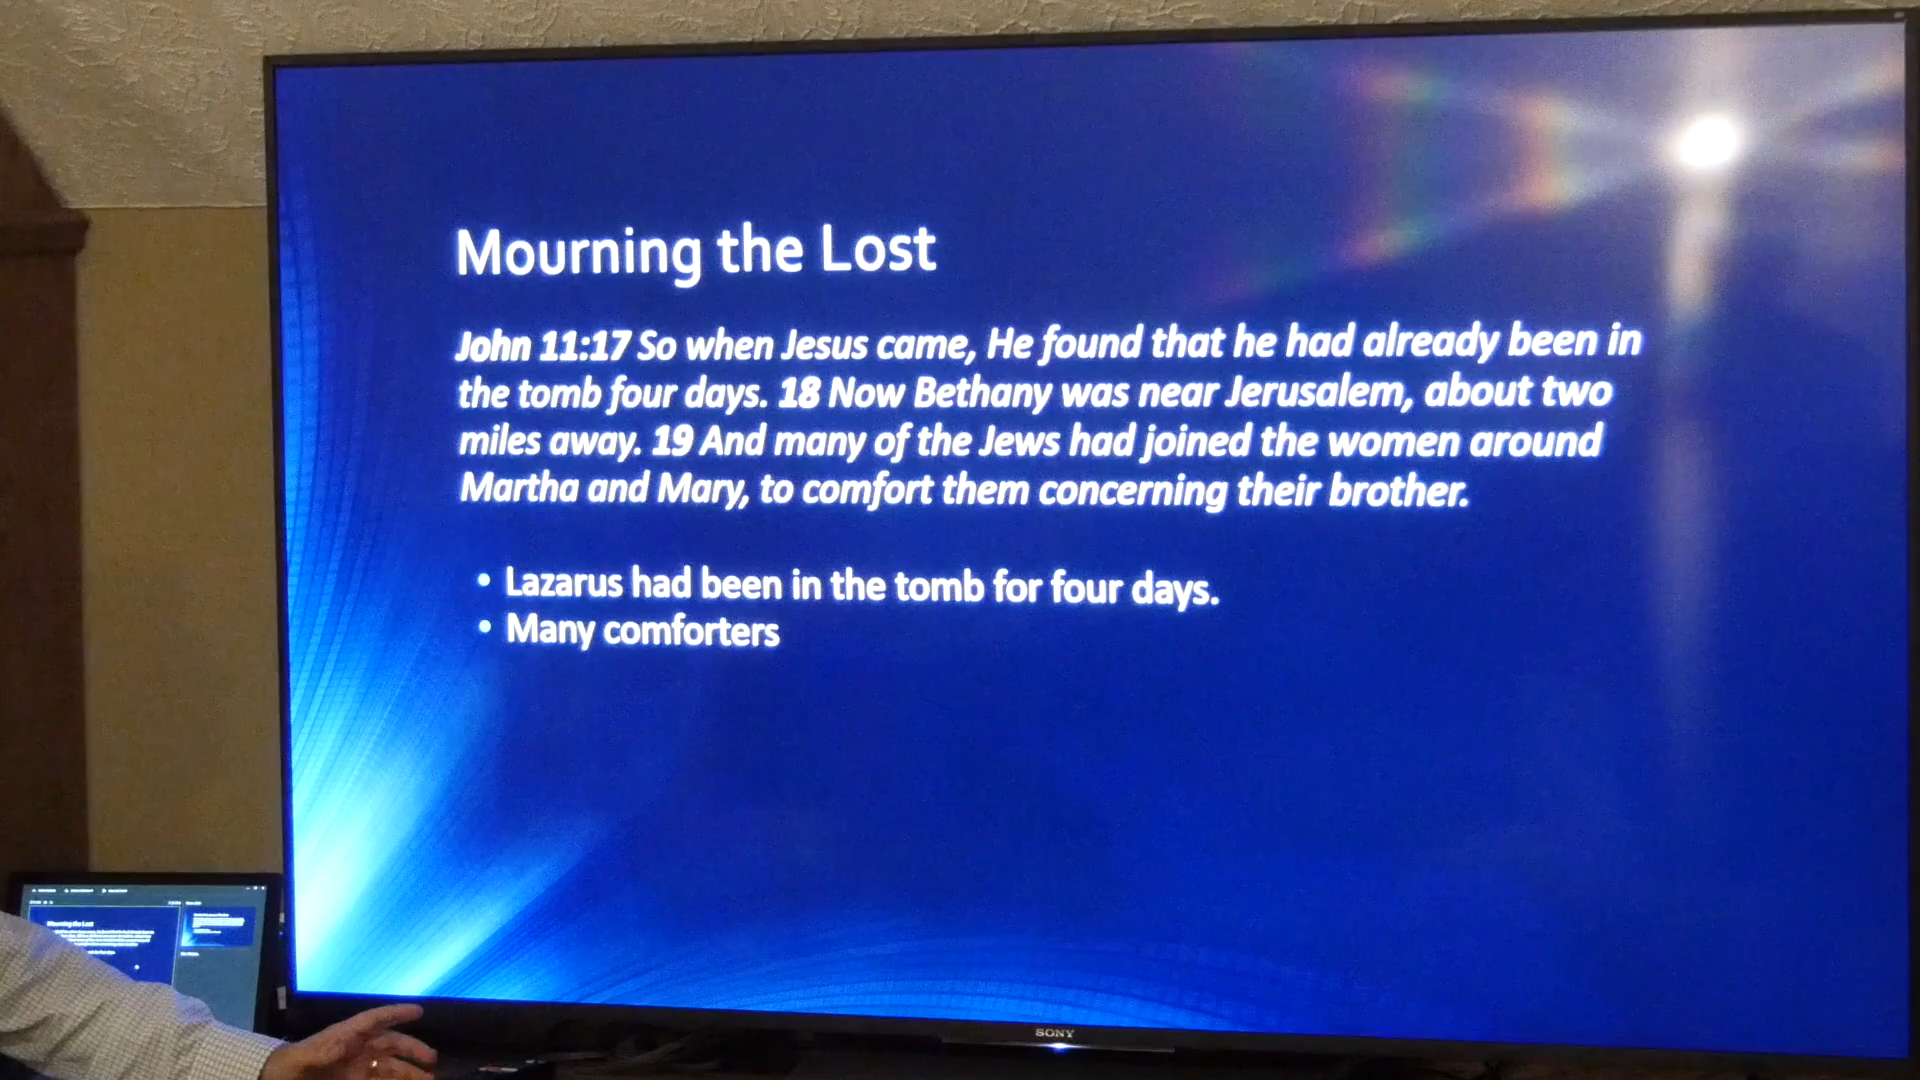 Mourning the Lost
John 11:17 So when Jesus came, He found that he had already been in
the tomb four days. 18 Now Bethany was near Jerusalem, about two
miles away. 19 And many of the Jews had joined the women around
Martha and Mary, to comfort them concerning their brother.
• Lazarus had been in the tomb for four days.
• Many comforters
Mourning the Lost
SONY